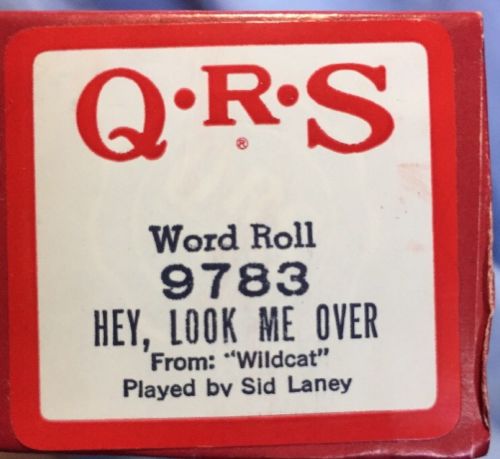 Q·R·S
®
Word Roll
9783
HEY, LOOK ME OVER
From: "Wildcat"
Played by Sid Laney